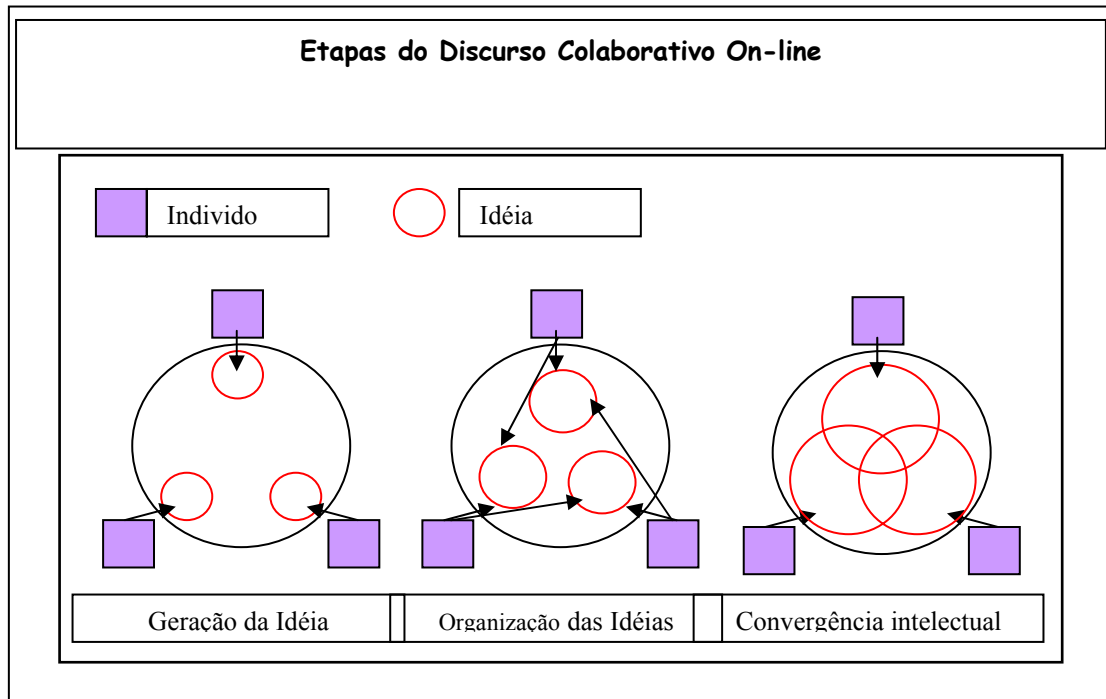 Etapas do Discurso Colaborativo On-line
Individo
Idéia
Geração da Idéia
Organização das Idéias
Convergência intelectual